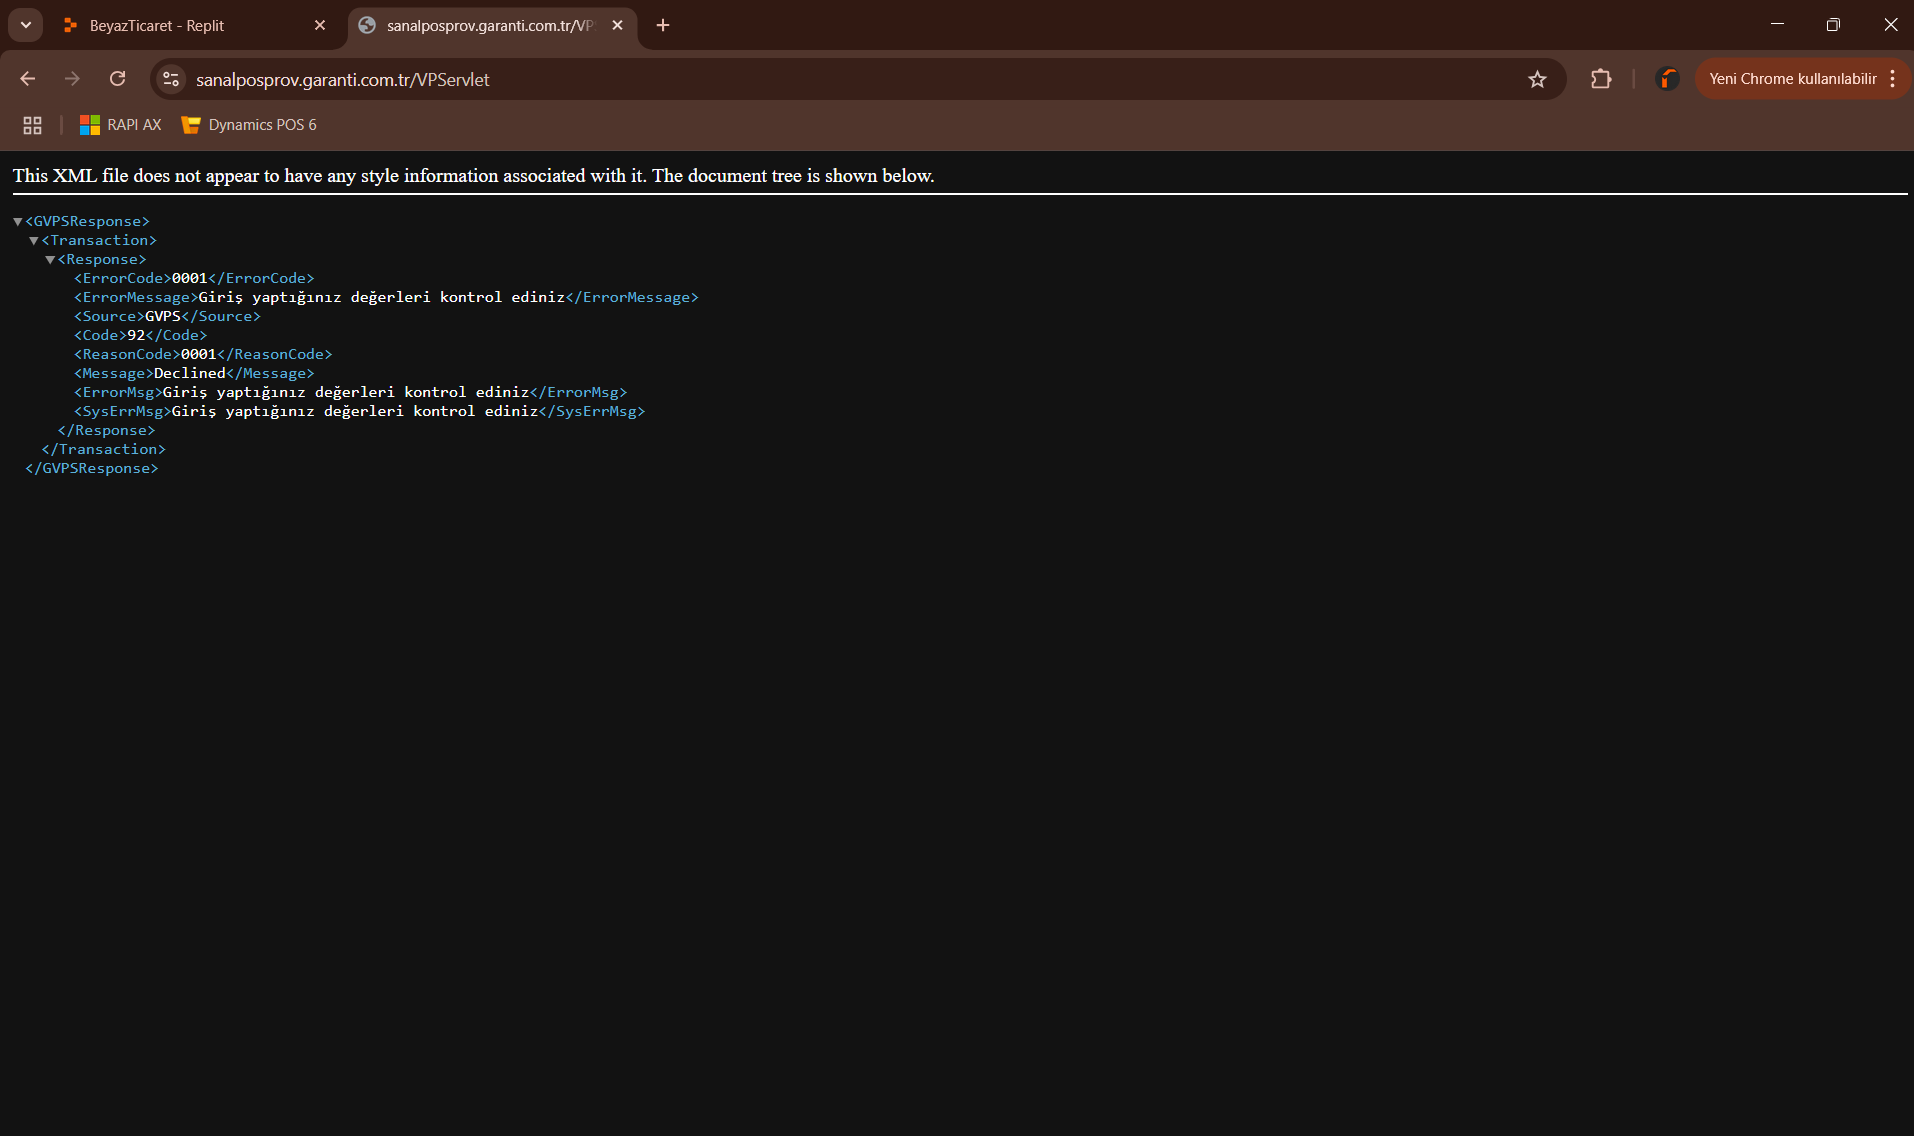 BeyazTicaret - Replit
sanalposprov.garanti.com.tr/VP
sanalposprov.garanti.com.tr/VPServlet
Yeni Chrome kullanılabilir
RAPI AX
Dynamics POS 6
This XML file does not appear to have any style information associated with it. The document tree is shown below.
▼<GVPSResponse>
▼<Transaction>
▼<Response>
<ErrorCode>0001</ErrorCode>
<ErrorMessage>Giriş yaptığınız değerleri kontrol ediniz</ErrorMessage>
<Source>GVPS</Source>
<Code>92</Code>
<ReasonCode>0001</ReasonCode>
<Message>Declined</Message>
<ErrorMsg>Giriş yaptığınız değerleri kontrol ediniz</ErrorMsg>
<SysErrMsg>Giriş yaptığınız değerleri kontrol ediniz</SysErrMsg>
</Response>
</Transaction>
</GVPSResponse>